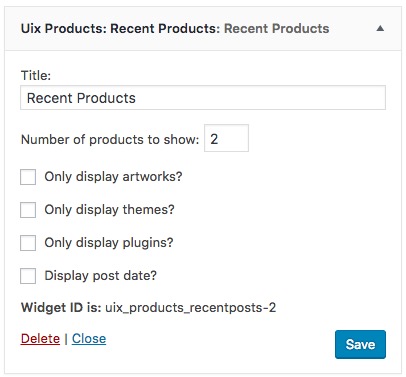 Uix Products: Recent Products: Recent Products
Title:
Recent Products
Number of products to show: 2
Only display artworks?
Only display themes?
Only display plugins?
Display post date?
Widget ID is: uix_products_recentposts-2
Delete | Close
Save